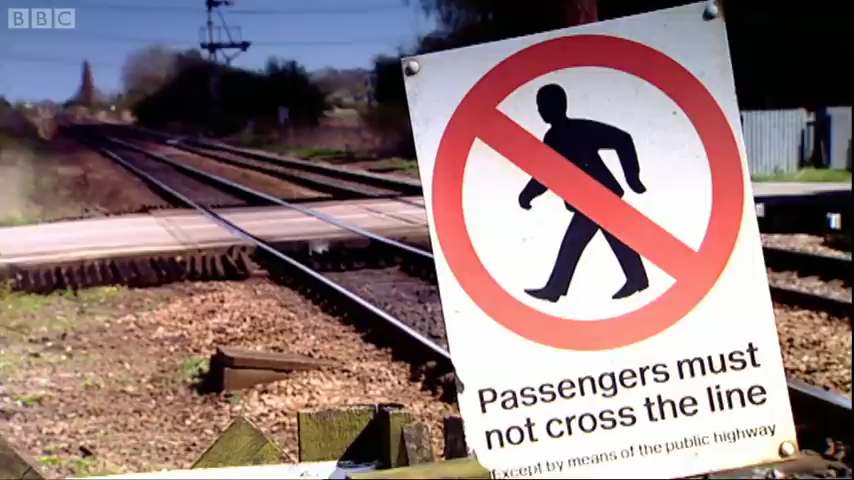 BBC
Passengers must
not cross the line
Except by means of the public highway